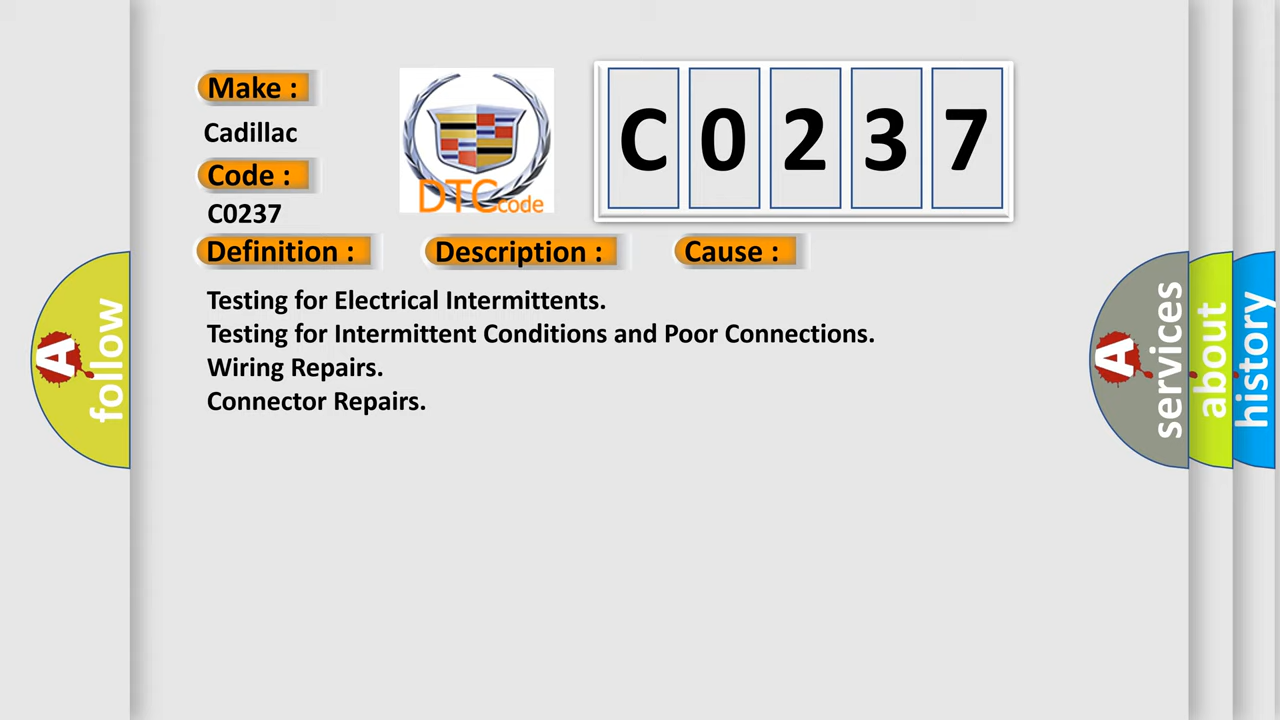 Make :
Cadillac
Code :
C0237
DTCcode
C0237
Definition :
Description :
Cause :
Testing for Electrical Intermittents.
Testing for Intermittent Conditions and Poor Connections.
Wiring Repairs.
Connector Repairs.
A follow
A services
about
history